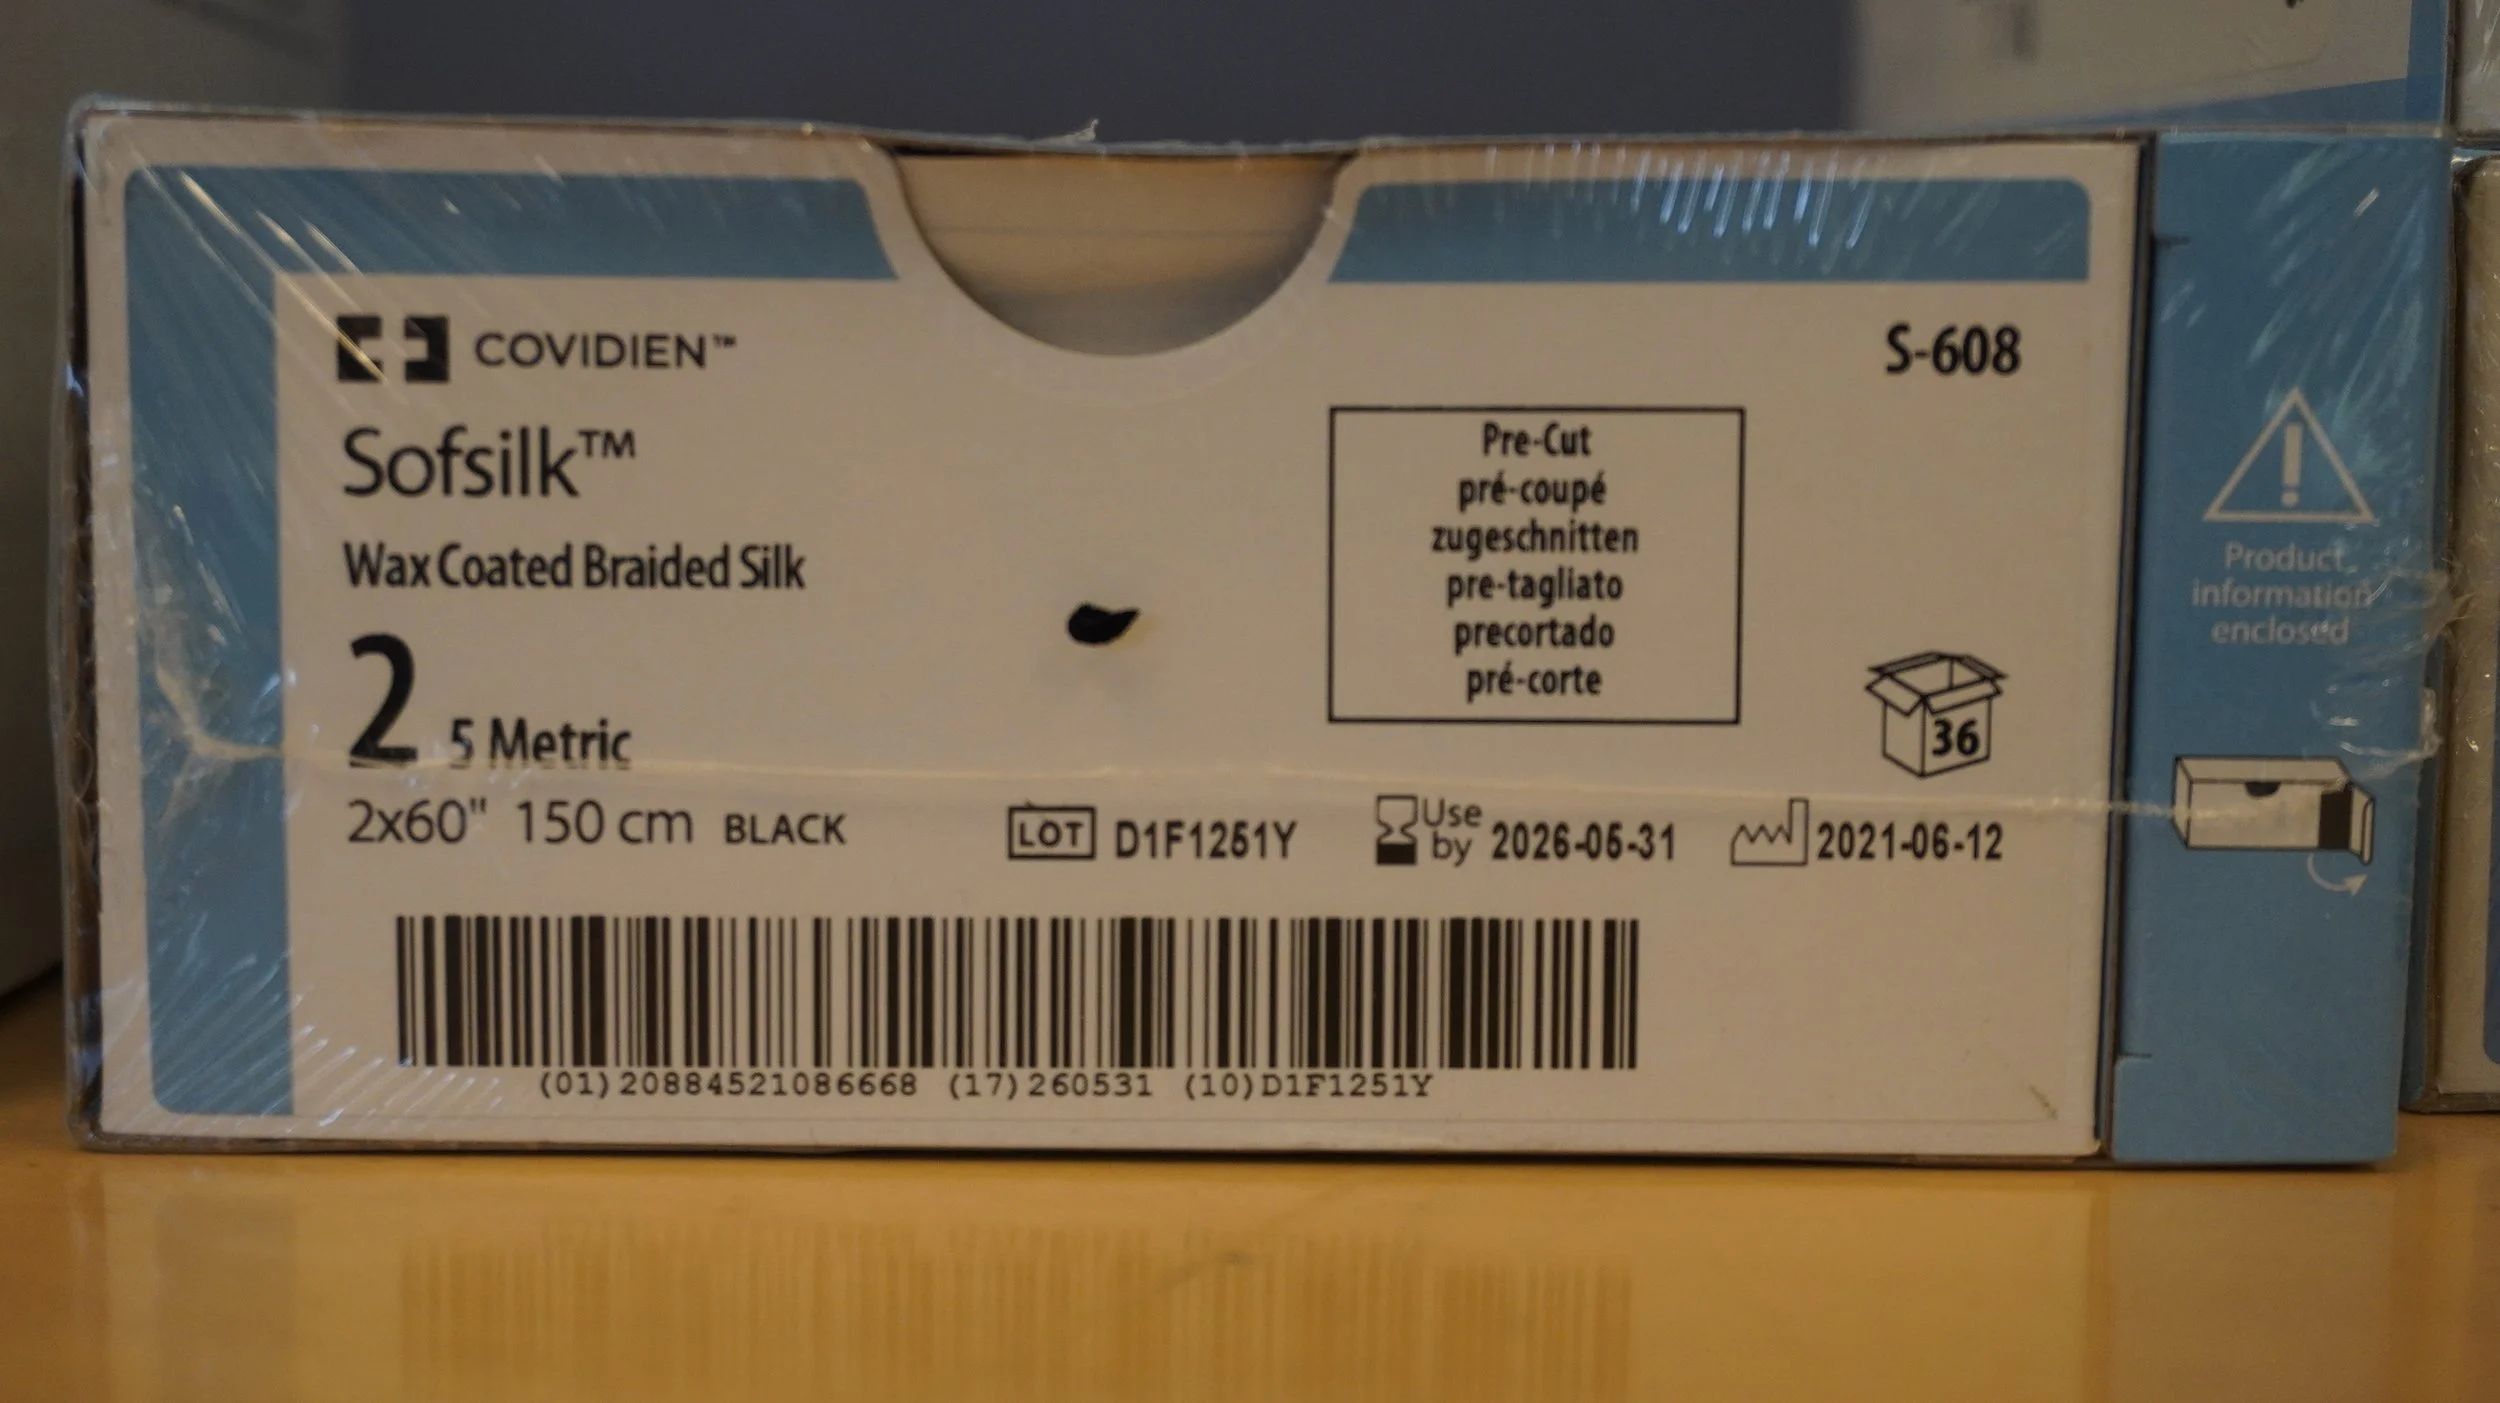 COVIDIEN™
S-608
Sofsilk™
Wax Coated Braided Silk
2 5 Metric
2x60" 150 cm BLACK
Pre-Cut
pré-coupé
zugeschnitten
pre-tagliato
precortado
pré-corte
36
LOT D1F1251Y
Use by 2026-05-31
2021-06-12
(01)20884521086668 (17)260531 (10)D1F1251Y
Product
information
enclosed